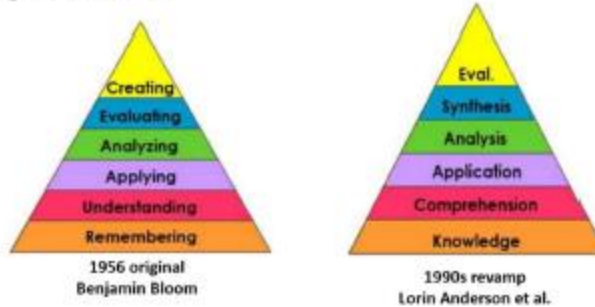 Creating
Evaluating
Analyzing
Applying
Understanding
Remembering
1956 original
Benjamin Bloom
Eval.
Synthesis
Analysis
Application
Comprehension
Knowledge
1990s revamp
Lorin Anderson et al.